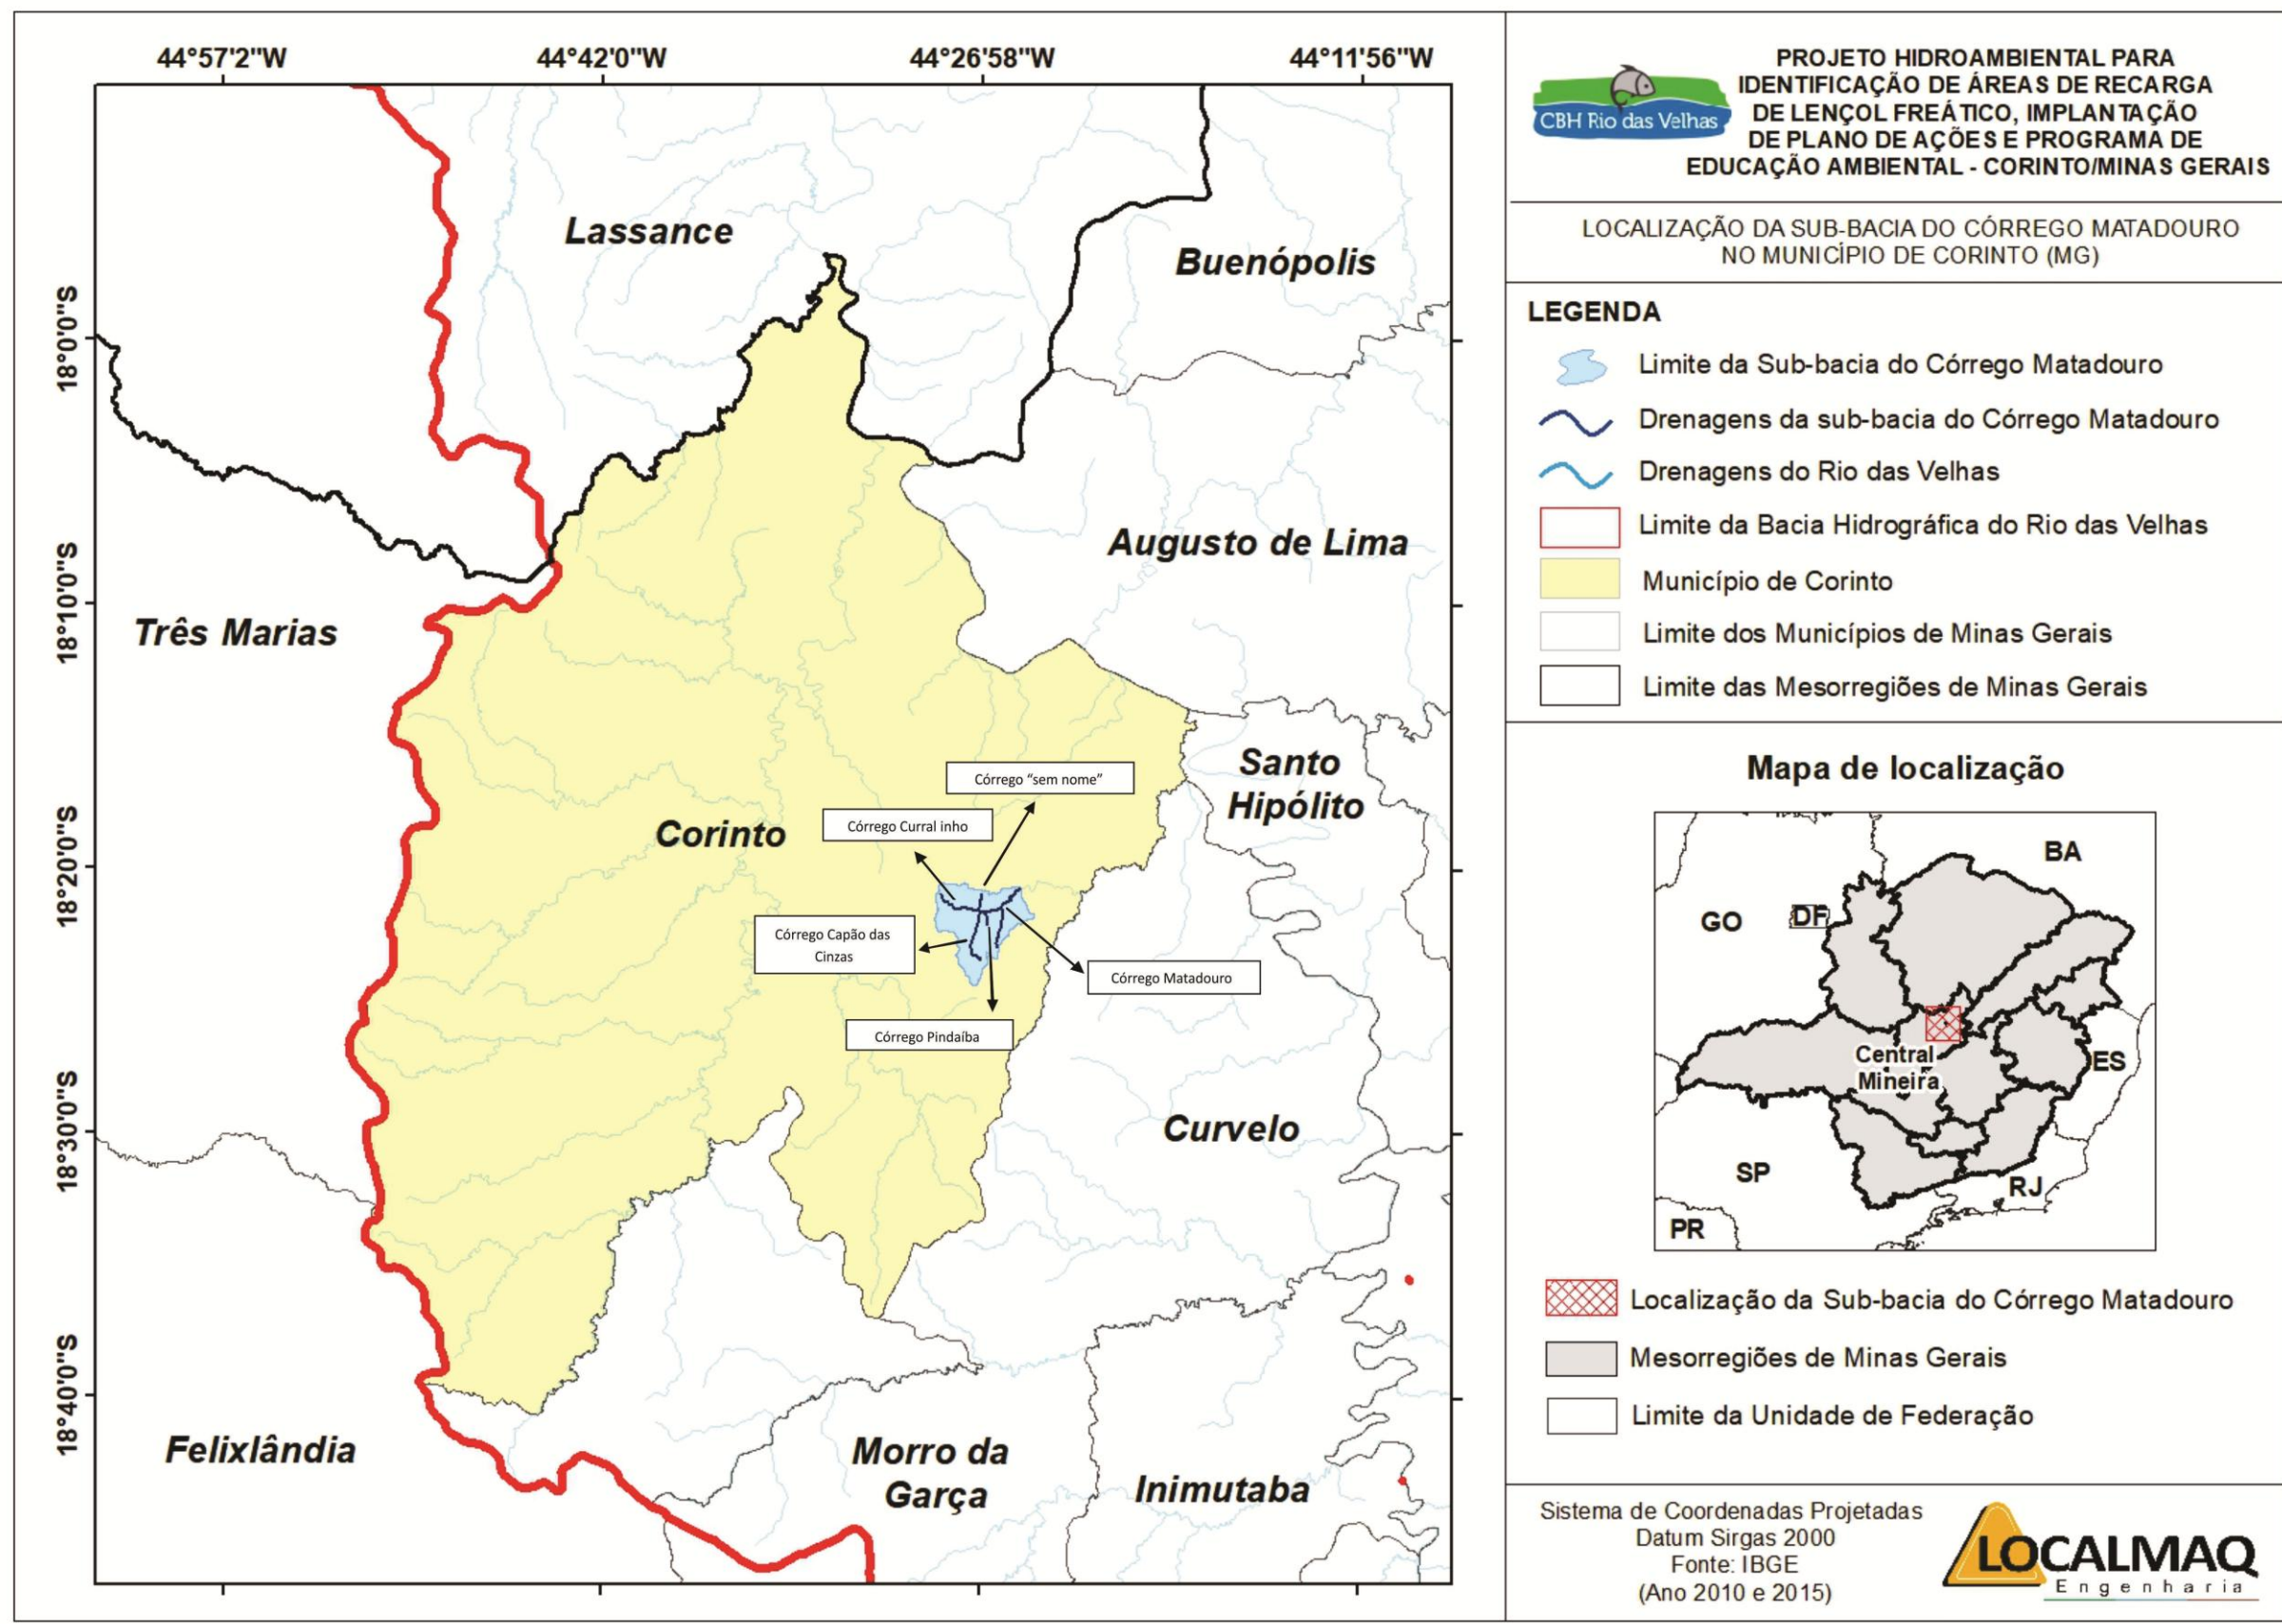 44°57'2"W
44°42'0"W
44°26'58"W
44°11'56"W
18°0'0"S
18°10'0"S
18°20'0"S
18°30'0"S
18°40'0"S
Lassance
Buenópolis
Augusto de Lima
Três Marias
Santo
Hipólito
Corinto
Córrego "sem nome"
Córrego Curral inho
Córrego Capão das
Cinzas
Córrego Matadouro
Córrego Pindaíba
Curvelo
Felixlândia
Morro da
Garça
Inimutaba
CBH Rio das Velhas
PROJETO HIDROAMBIENTAL PARA
IDENTIFICAÇÃO DE ÁREAS DE RECARGA
DE LENÇOL FREÁTICO, IMPLANTAÇÃO
DE PLANO DE AÇÕES E PROGRAMA DE
EDUCAÇÃO AMBIENTAL - CORINTO/MINAS GERAIS
LOCALIZAÇÃO DA SUB-BACIA DO CÓRREGO MATADOURO
NO MUNICÍPIO DE CORINTO (MG)
LEGENDA
Limite da Sub-bacia do Córrego Matadouro
Drenagens da sub-bacia do Córrego Matadouro
Drenagens do Rio das Velhas
Limite da Bacia Hidrográfica do Rio das Velhas
Município de Corinto
Limite dos Municípios de Minas Gerais
Limite das Mesorregiões de Minas Gerais
Mapa de localização
BA
GO
DF
Central
Mineira
ES
SP
RJ
PR
Localização da Sub-bacia do Córrego Matadouro
Mesorregiões de Minas Gerais
Limite da Unidade de Federação
Sistema de Coordenadas Projetadas
Datum Sirgas 2000
Fonte: IBGE
(Ano 2010 e 2015)
LOCALMAQ
Engenharia